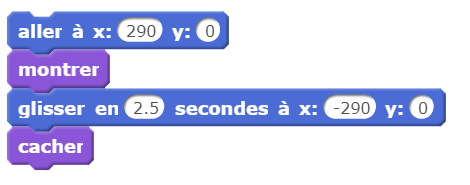 aller à x: 290 y: 0
montrer
glisser en 2.5 secondes à x: -290 y: 0
cacher